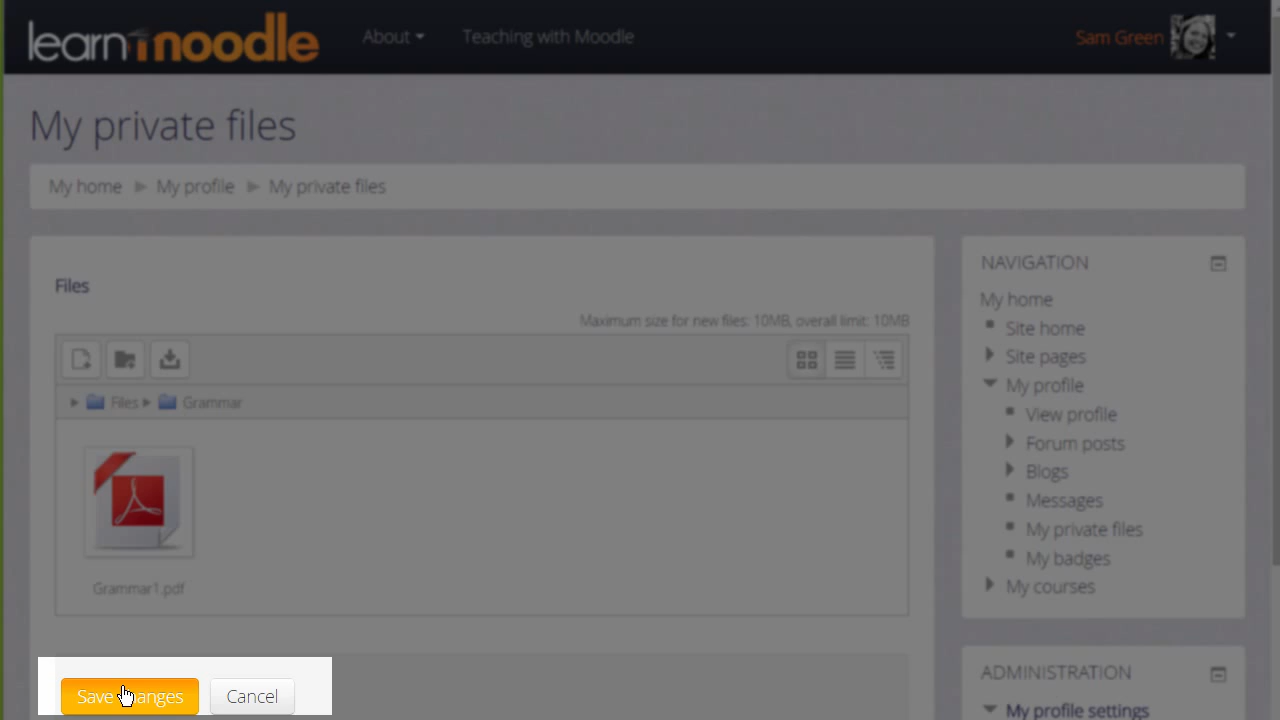 learn moodle
About
Teaching with Moodle
Sam Green
My private files
My home
My profile
My private files
Files
Maximum size for new files: 10MB, overall limit: 10MB
Files
Grammar
Grammar1.pdf
Save changes
Cancel
NAVIGATION
My home
Site home
Site pages
My profile
View profile
Forum posts
Blogs
Messages
My private files
My badges
My courses
ADMINISTRATION
My profile settings